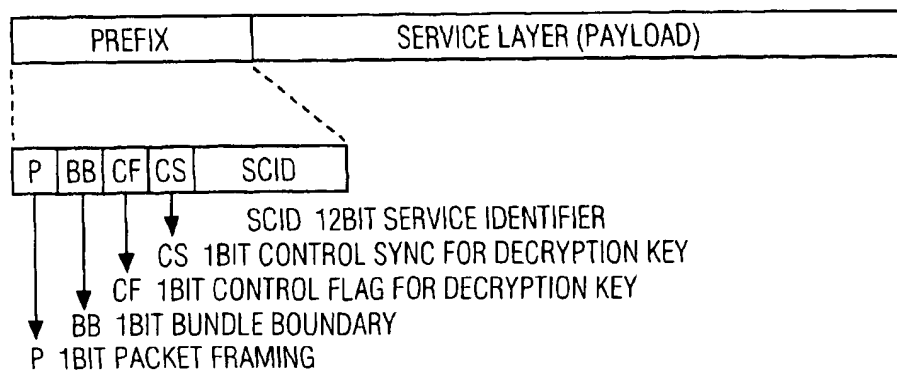 PREFIX SERVICE LAYER (PAYLOAD)
P BB CF CS SCID
SCID 12BIT SERVICE IDENTIFIER
CS 1BIT CONTROL SYNC FOR DECRYPTION KEY
CF 1BIT CONTROL FLAG FOR DECRYPTION KEY
BB 1BIT BUNDLE BOUNDARY
P 1BIT PACKET FRAMING